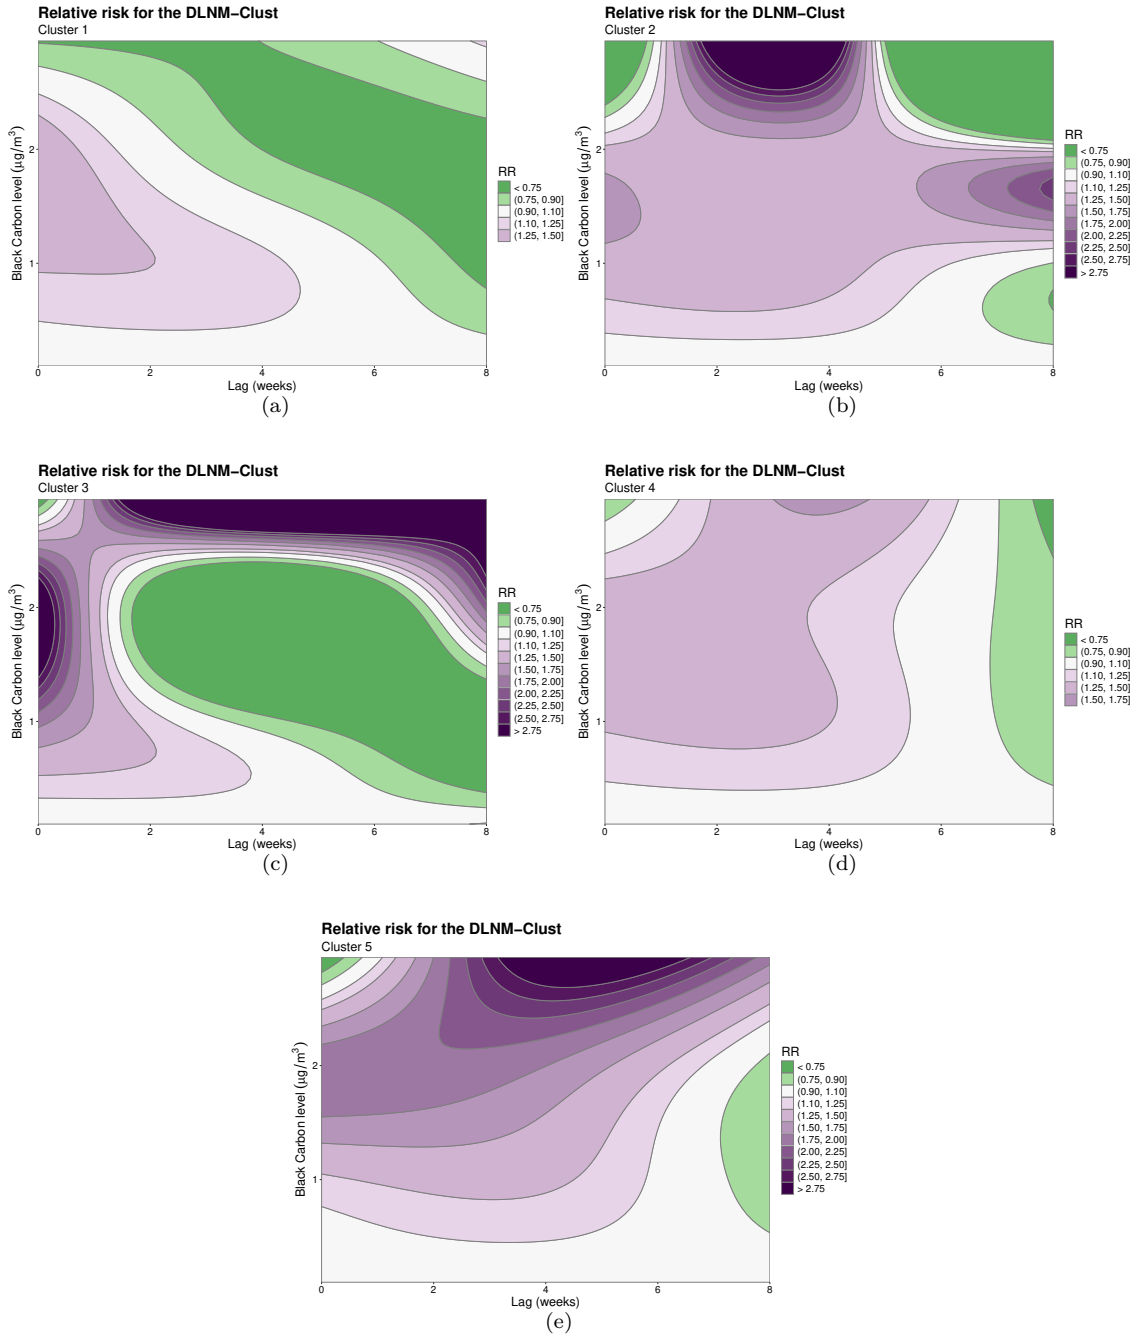 Relative risk for the DLNM−Clust
Cluster 1
Black Carbon level (μg/m³)
2
1
0
2
4
6
8
Lag (weeks)
RR
< 0.75
(0.75, 0.90]
(0.90, 1.10]
(1.10, 1.25]
(1.25, 1.50]
(a)
Relative risk for the DLNM−Clust
Cluster 2
Black Carbon level (μg/m³)
2
1
0
2
4
6
8
Lag (weeks)
RR
< 0.75
(0.75, 0.90]
(0.90, 1.10]
(1.10, 1.25]
(1.25, 1.50]
(1.50, 1.75]
(1.75, 2.00]
(2.00, 2.25]
(2.25, 2.50]
(2.50, 2.75]
> 2.75
(b)
Relative risk for the DLNM−Clust
Cluster 3
Black Carbon level (μg/m³)
2
1
0
2
4
6
8
Lag (weeks)
RR
< 0.75
(0.75, 0.90]
(0.90, 1.10]
(1.10, 1.25]
(1.25, 1.50]
(1.50, 1.75]
(1.75, 2.00]
(2.00, 2.25]
(2.25, 2.50]
(2.50, 2.75]
> 2.75
(c)
Relative risk for the DLNM−Clust
Cluster 4
Black Carbon level (μg/m³)
2
1
0
2
4
6
8
Lag (weeks)
RR
< 0.75
(0.75, 0.90]
(0.90, 1.10]
(1.10, 1.25]
(1.25, 1.50]
(1.50, 1.75]
(d)
Relative risk for the DLNM−Clust
Cluster 5
Black Carbon level (μg/m³)
2
1
0
2
4
6
8
Lag (weeks)
RR
< 0.75
(0.75, 0.90]
(0.90, 1.10]
(1.10, 1.25]
(1.25, 1.50]
(1.50, 1.75]
(1.75, 2.00]
(2.00, 2.25]
(2.25, 2.50]
(2.50, 2.75]
> 2.75
(e)